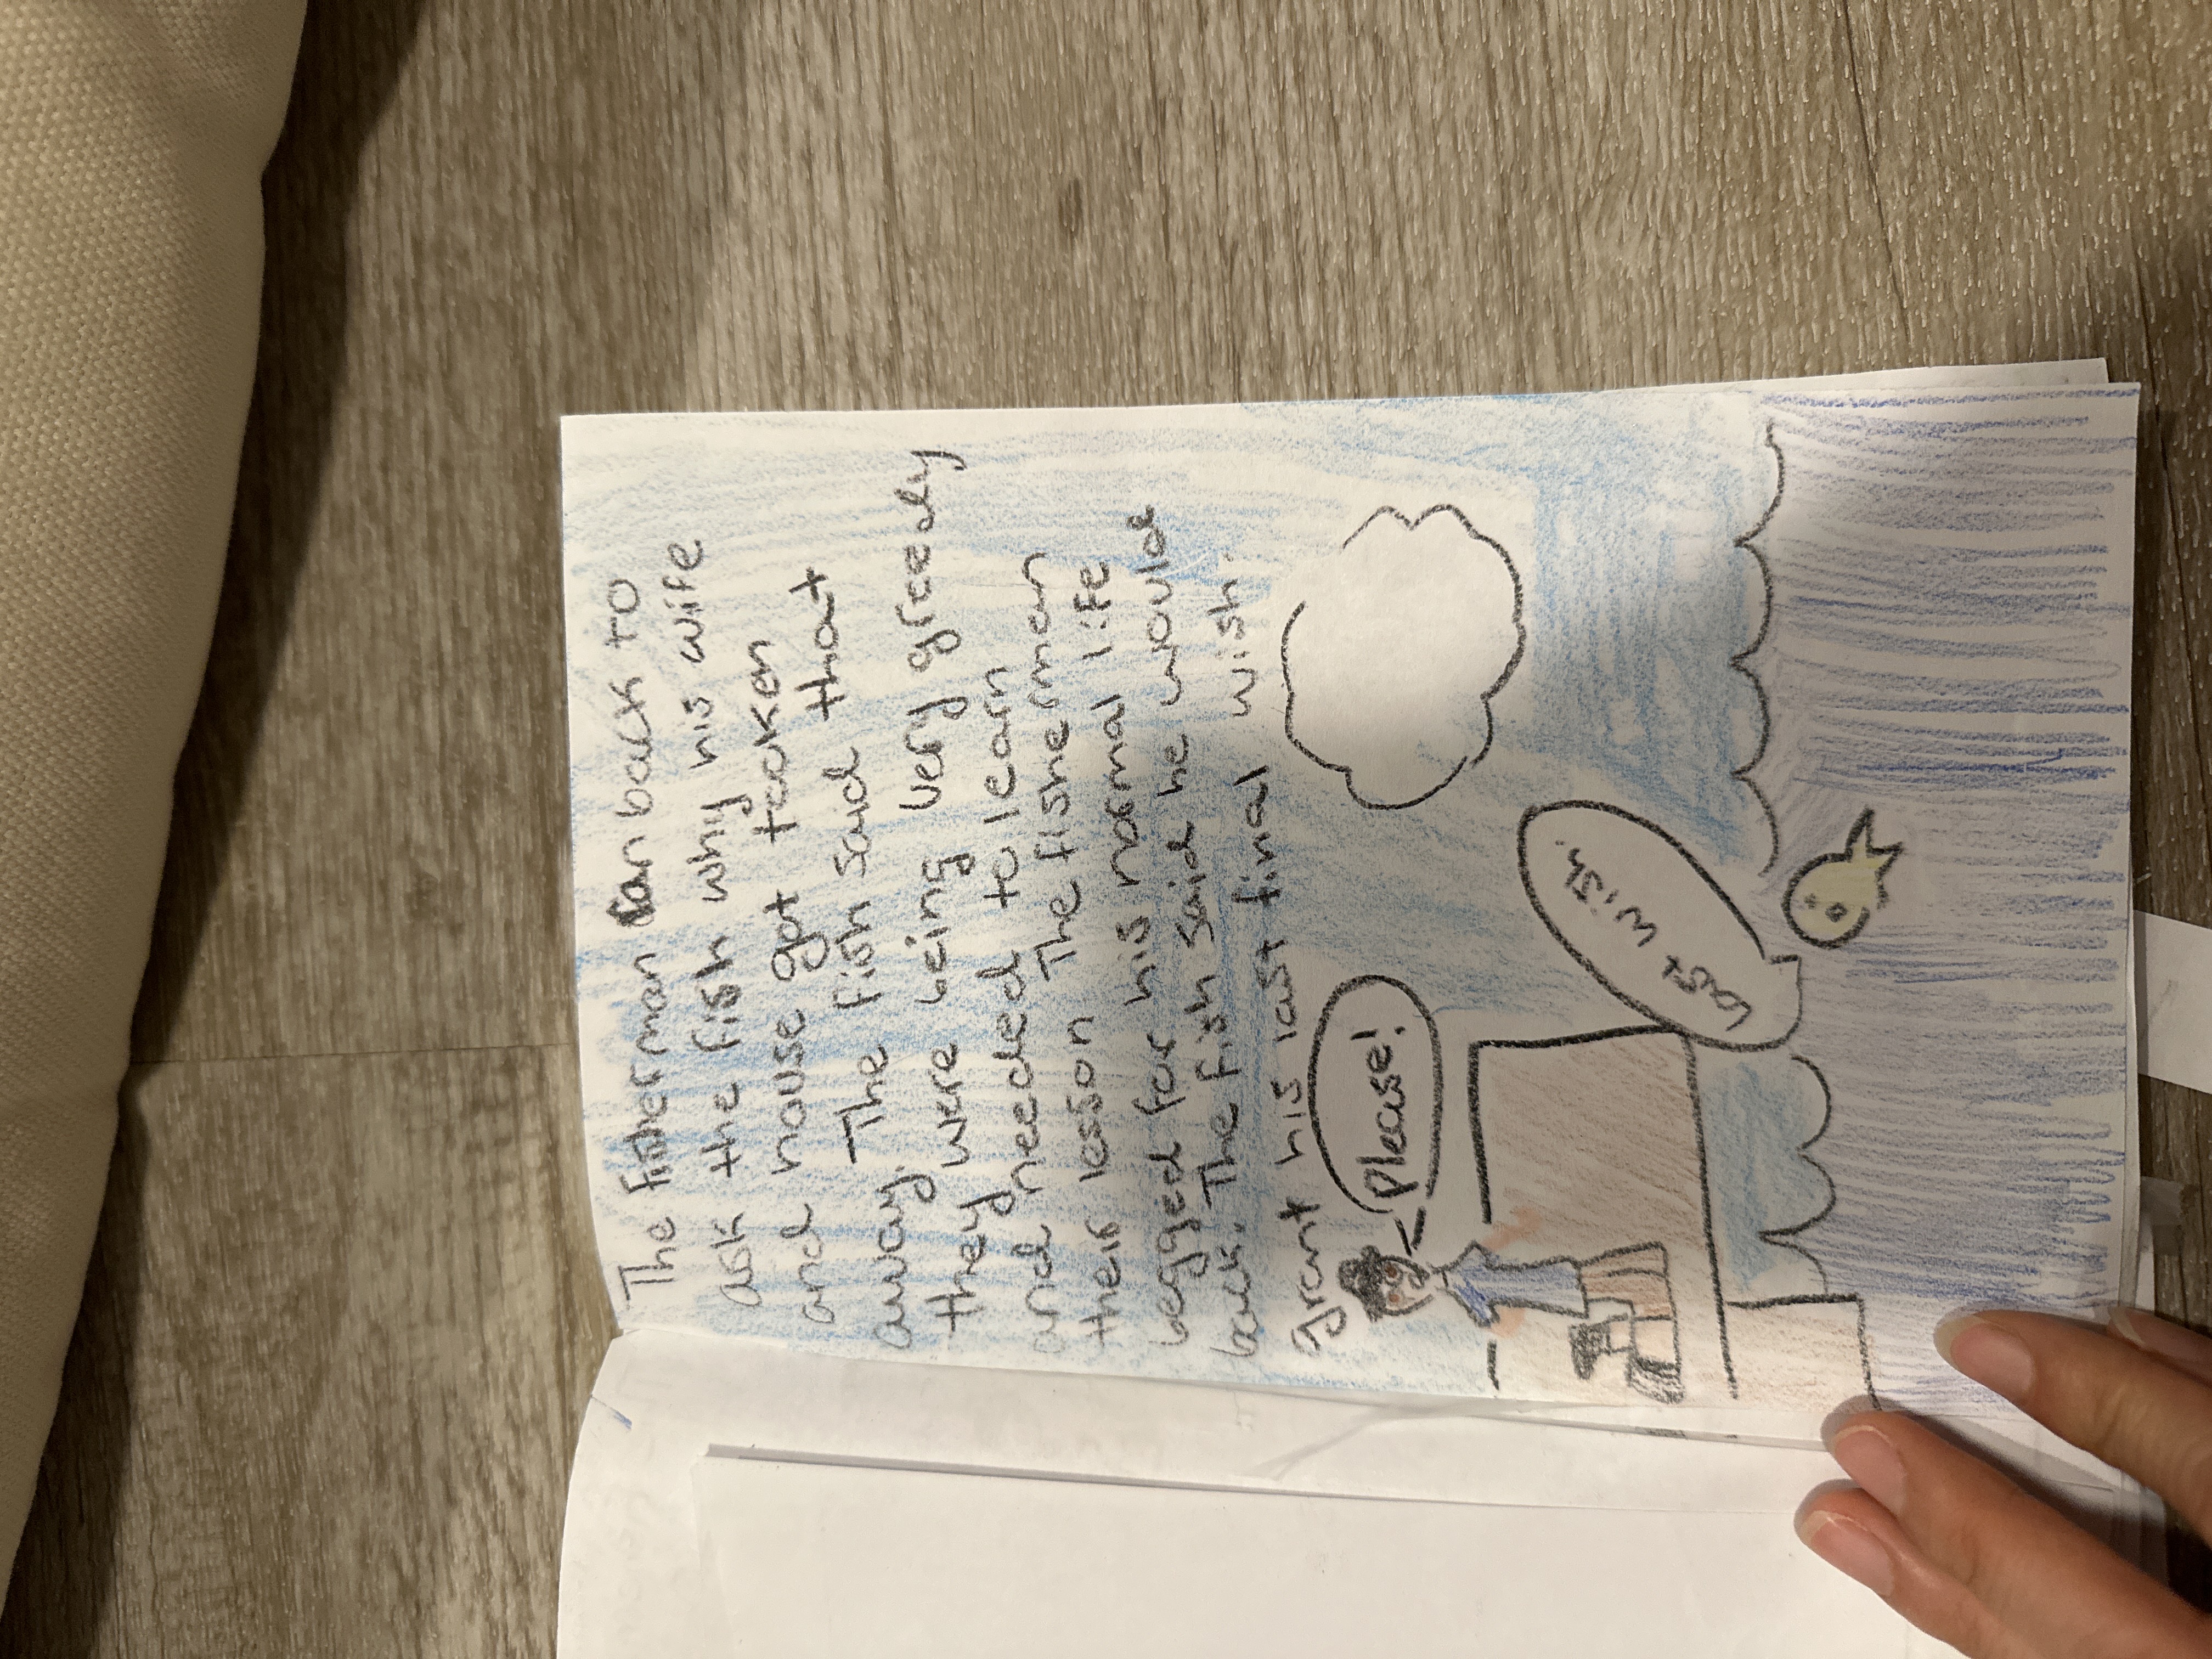 The fisherman ran back to
ask the fish why his wife
and house got tooken
away. The fish said that
they were being very greedy
and needed to learn
their lesson The fisherman
begged for his normal life
back. The fish said he would
grant his last final wish.
Please!
Last wish.